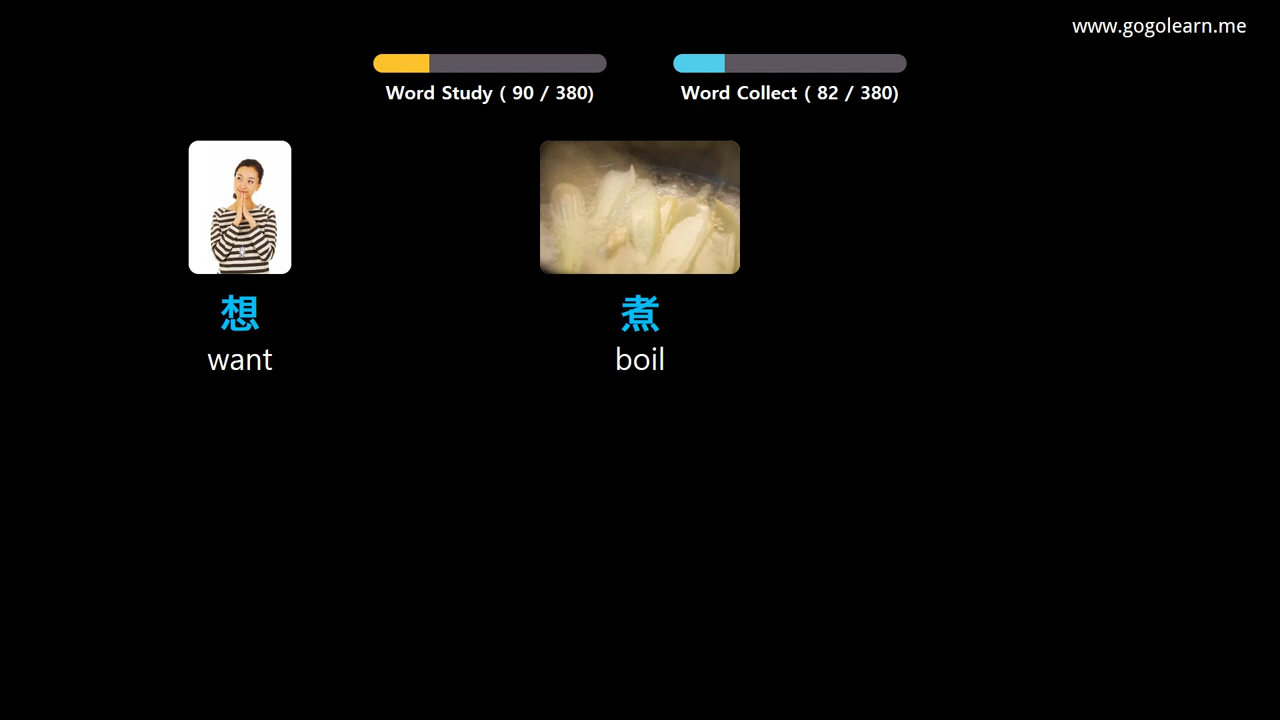 www.gogolearn.me
Word Study ( 90 / 380)
Word Collect ( 82 / 380)
想
want
煮
boil